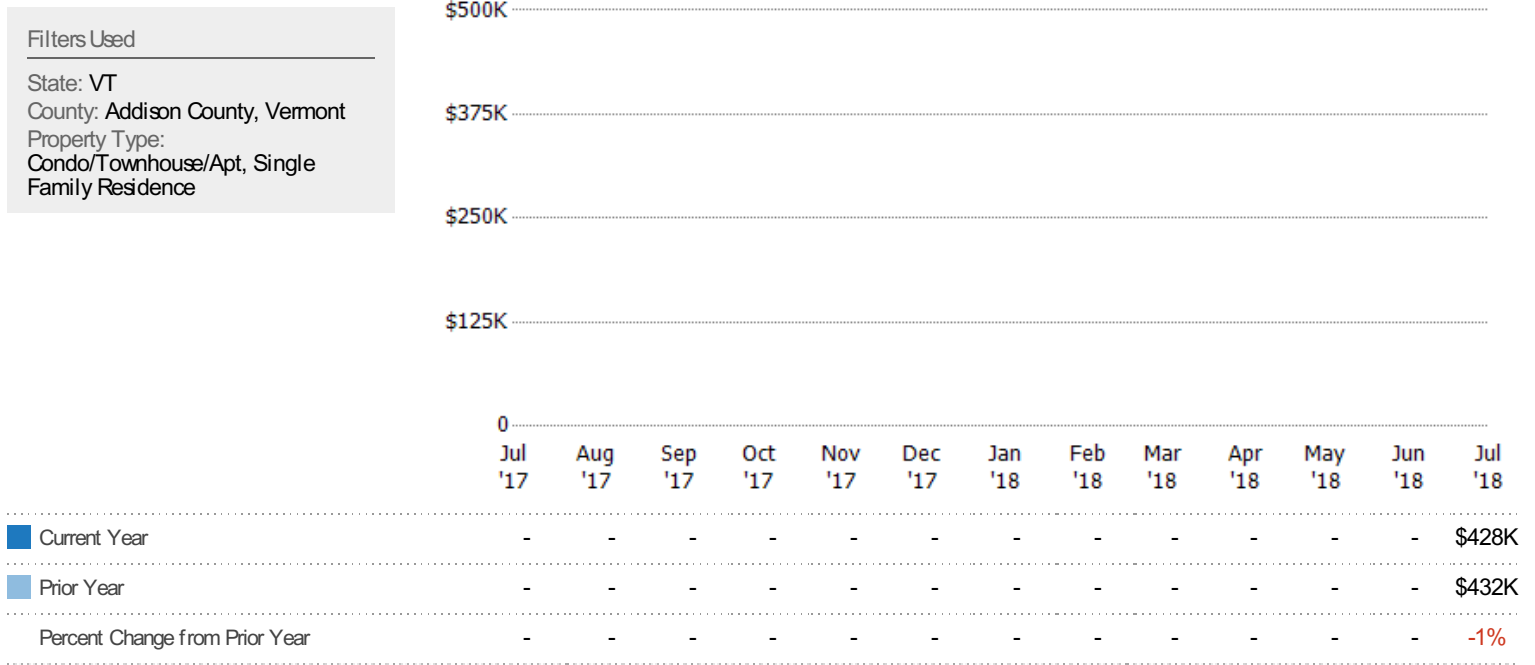 Filters Used
State: VT
County: Addison County, Vermont
Property Type:
Condo/Townhouse/Apt, Single
Family Residence
$500K
$375K
$250K
$125K
0
Jul Aug Sep Oct Nov Dec Jan Feb Mar Apr May Jun Jul
'17 '17 '17 '17 '17 '17 '18 '18 '18 '18 '18 '18 '18
Current Year - - - - - - - - - - - - $428K
Prior Year - - - - - - - - - - - - $432K
Percent Change from Prior Year - - - - - - - - - - - - -1%